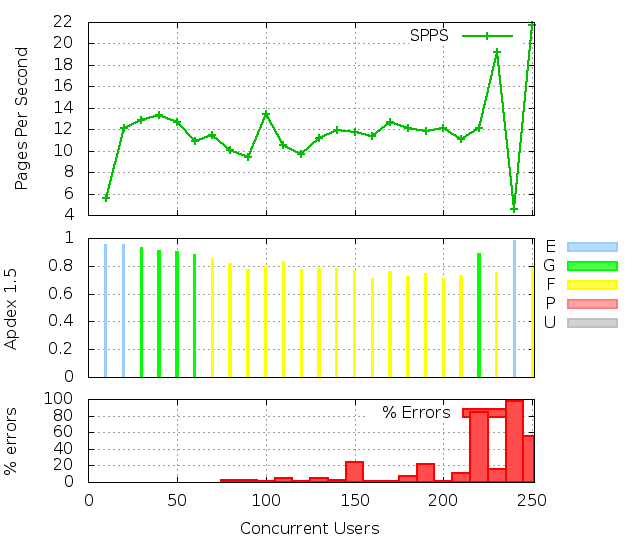 22
20
18
16
14
12
10
8
6
4
Pages Per Second
SPPS
1
0.8
0.6
0.4
0.2
0
Apdex 1.5
E
G
F
P
U
100
80
60
40
20
0
% errors
% Errors
0 50 100 150 200 250
Concurrent Users